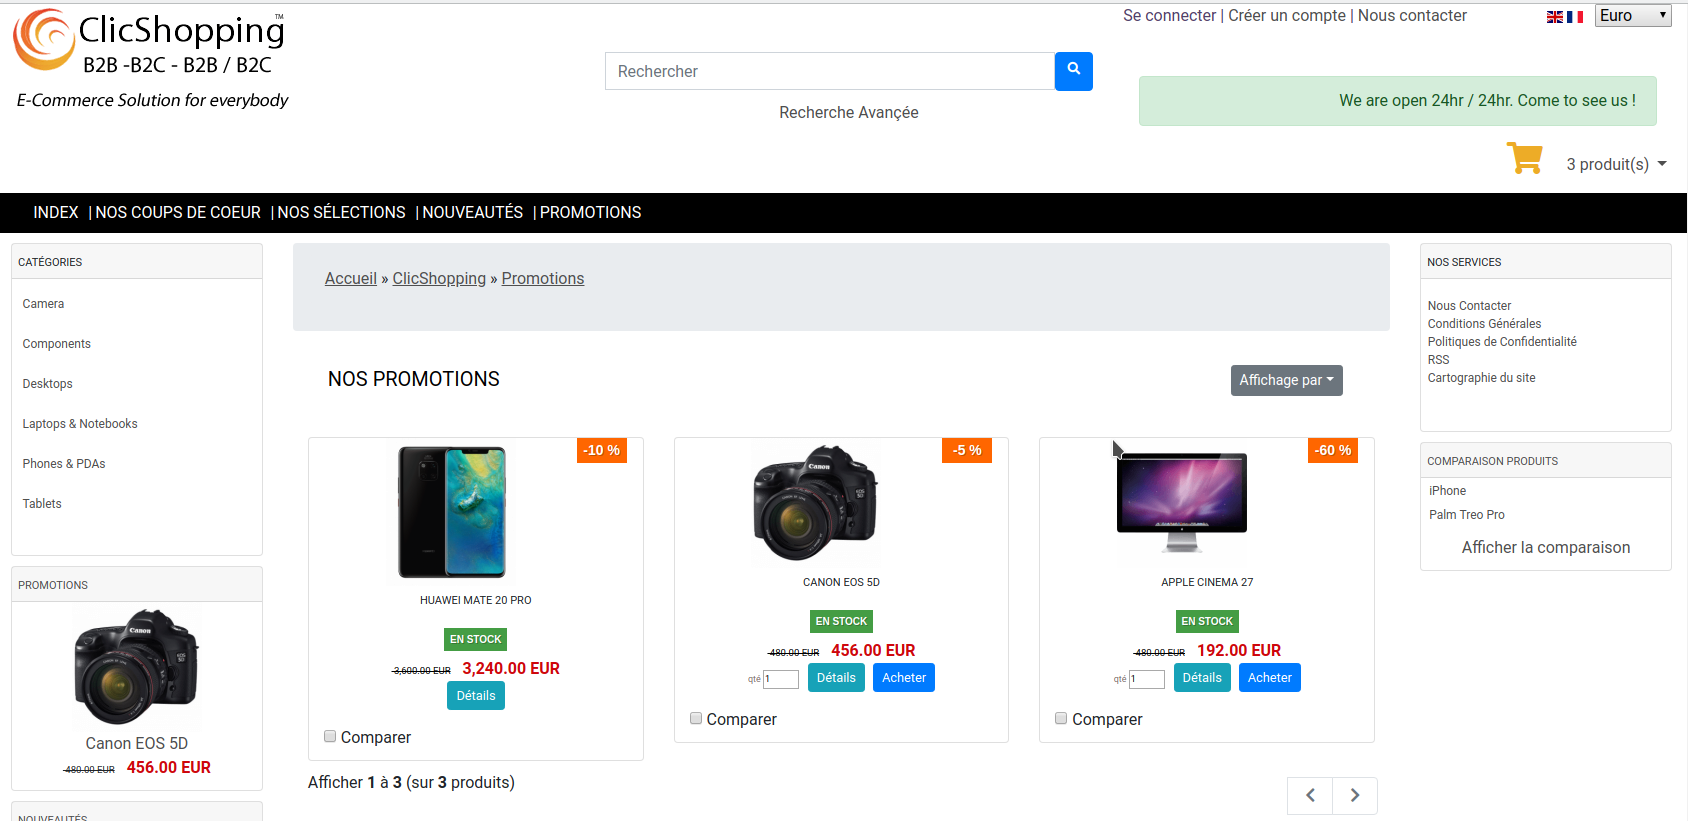 ClicShopping™
B2B -B2C - B2B / B2C
E-Commerce Solution for everybody
Se connecter | Créer un compte | Nous contacter
Euro
Rechercher
Recherche Avançée
We are open 24hr / 24hr. Come to see us !
3 produit(s)
INDEX | NOS COUPS DE COEUR | NOS SÉLECTIONS | NOUVEAUTÉS | PROMOTIONS
CATÉGORIES
Camera
Components
Desktops
Laptops & Notebooks
Phones & PDAs
Tablets
PROMOTIONS
Canon
Canon EOS 5D
480.00 EUR 456.00 EUR
NOUVEAUTÉS
Accueil » ClicShopping » Promotions
NOS PROMOTIONS
Affichage par
-10 %
HUAWEI MATE 20 PRO
EN STOCK
3,600.00 EUR 3,240.00 EUR
Détails
Comparer
-5 %
Canon
CANON EOS 5D
EN STOCK
480.00 EUR 456.00 EUR
qté 1 Détails Acheter
Comparer
-60 %
APPLE CINEMA 27
EN STOCK
480.00 EUR 192.00 EUR
qté 1 Détails Acheter
Comparer
Afficher 1 à 3 (sur 3 produits)
NOS SERVICES
Nous Contacter
Conditions Générales
Politiques de Confidentialité
RSS
Cartographie du site
COMPARAISON PRODUITS
iPhone
Palm Treo Pro
Afficher la comparaison